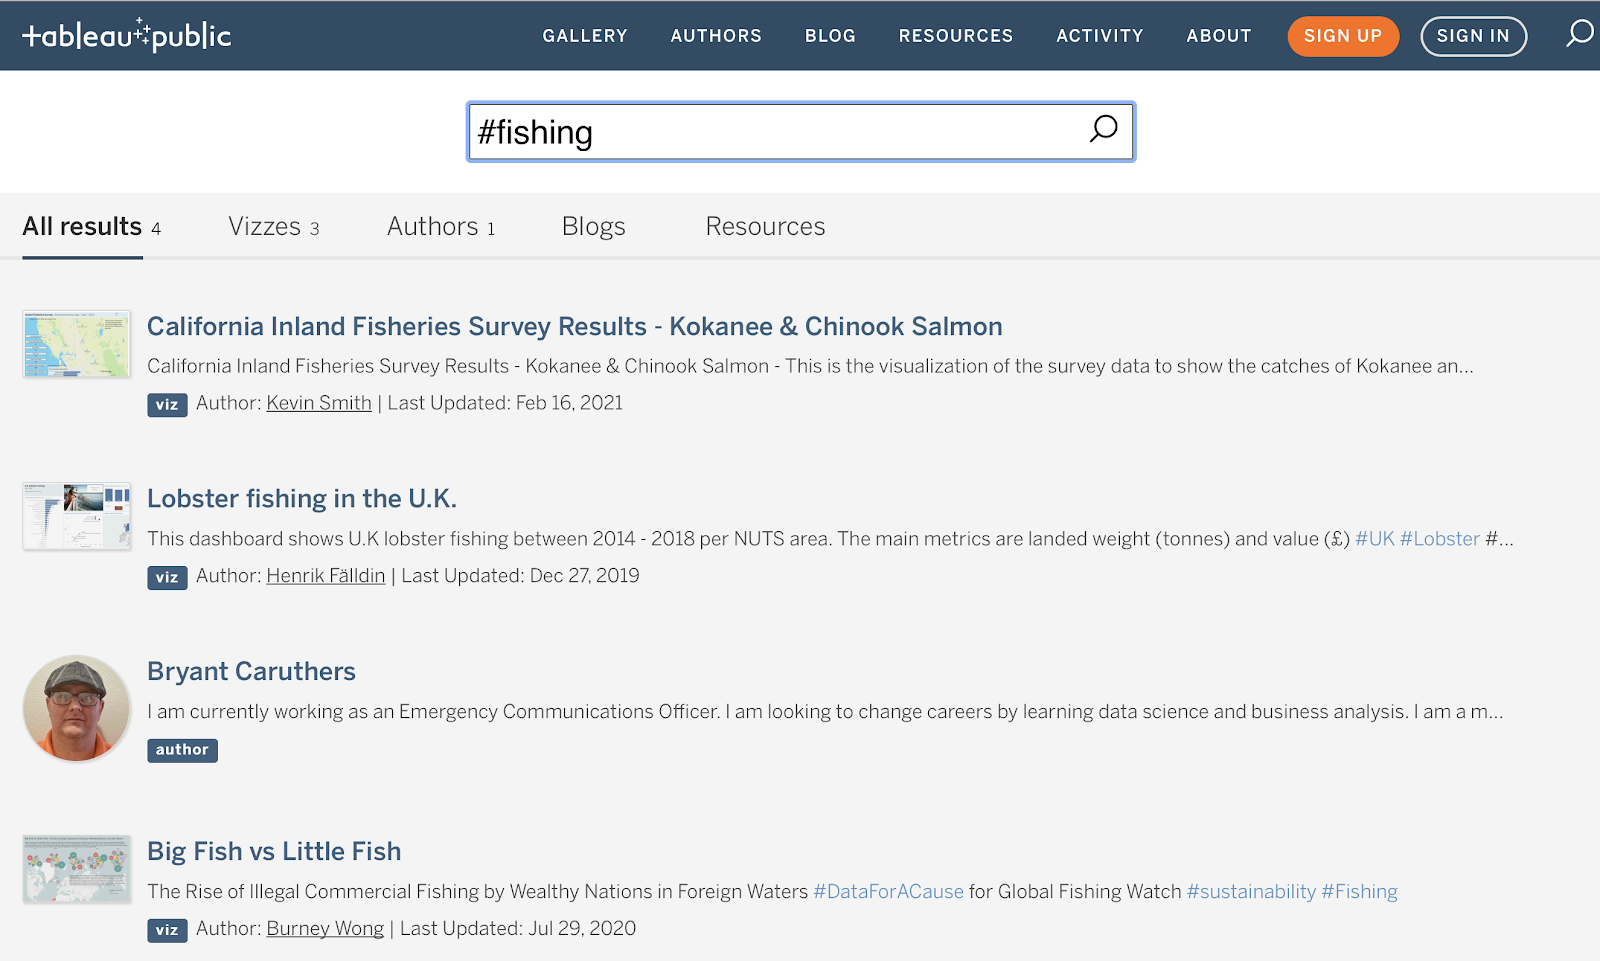 tableau public
GALLERY AUTHORS BLOG RESOURCES ACTIVITY ABOUT SIGN UP SIGN IN
#fishing
All results 4 Vizzes 3 Authors 1 Blogs Resources
California Inland Fisheries Survey Results - Kokanee & Chinook Salmon
California Inland Fisheries Survey Results - Kokanee & Chinook Salmon - This is the visualization of the survey data to show the catches of Kokanee an...
viz Author: Kevin Smith | Last Updated: Feb 16, 2021
Lobster fishing in the U.K.
This dashboard shows U.K lobster fishing between 2014 - 2018 per NUTS area. The main metrics are landed weight (tonnes) and value (£) #UK #Lobster #...
viz Author: Henrik Fälldin | Last Updated: Dec 27, 2019
Bryant Caruthers
I am currently working as an Emergency Communications Officer. I am looking to change careers by learning data science and business analysis. I am a m...
author
Big Fish vs Little Fish
The Rise of Illegal Commercial Fishing by Wealthy Nations in Foreign Waters #DataForACause for Global Fishing Watch #sustainability #Fishing
viz Author: Burney Wong | Last Updated: Jul 29, 2020